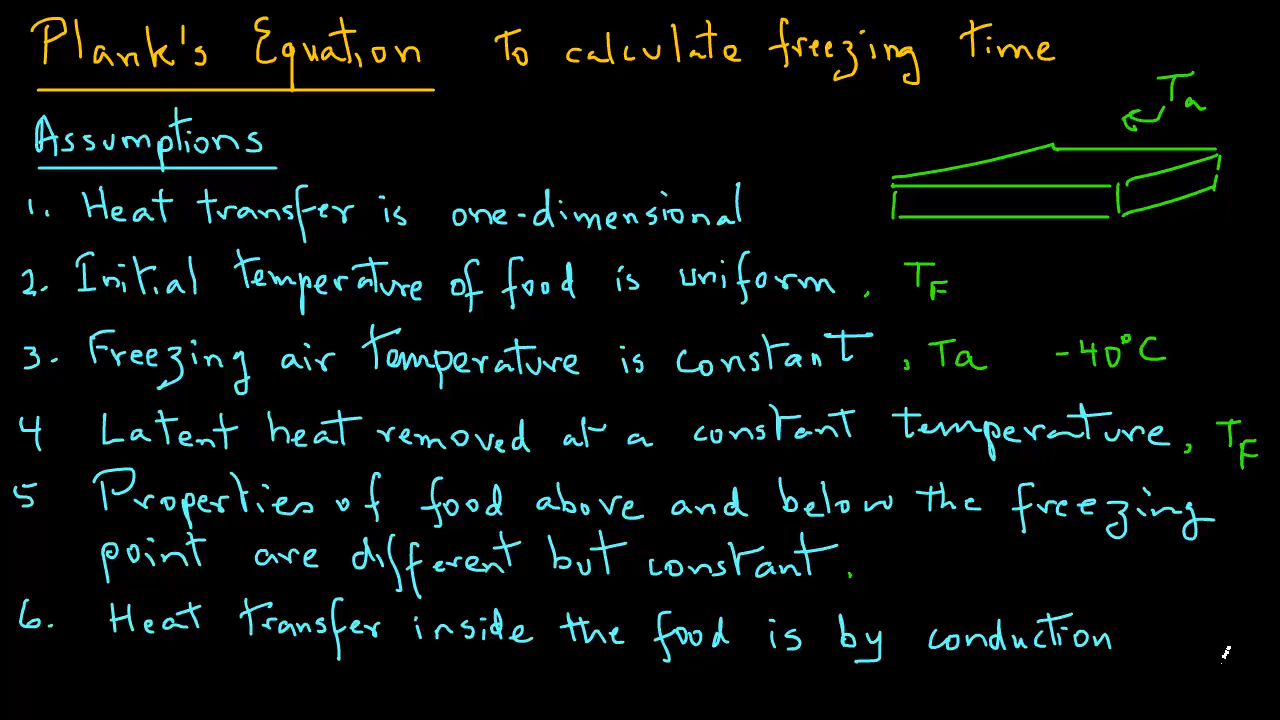 Plank's Equation To calculate freezing time
Ta
Assumptions
1. Heat transfer is one-dimensional
2. Initial temperature of food is uniform. TF
3. Freezing air temperature is constant, Ta -40°C
4 Latent heat removed at a constant temperature, TF
5 Properties of food above and below the freezing
point are different but constant.
6. Heat transfer inside the food is by conduction